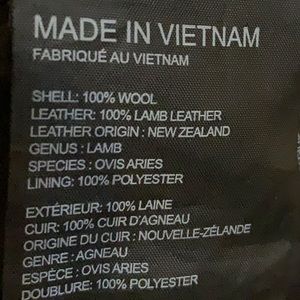 MADE IN VIETNAM
FABRIQUÉ AU VIETNAM
SHELL: 100% WOOL
LEATHER: 100% LAMB LEATHER
LEATHER ORIGIN : NEW ZEALAND
GENUS : LAMB
SPECIES : OVIS ARIES
LINING: 100% POLYESTER
EXTÉRIEUR: 100% LAINE
CUIR: 100% CUIR D'AGNEAU
ORIGINE DU CUIR : NOUVELLE-ZÉLANDE
GENRE : AGNEAU
ESPÈCE : OVIS ARIES
DOUBLURE: 100% POLYESTER